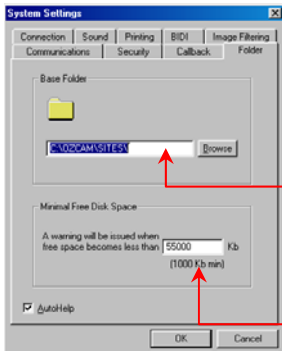 System Settings
Connection Sound Printing BIDI Image Filtering
Communications Security Callback Folder
Base Folder
C:\OZCAM\SITES\
Browse
Minimal Free Disk Space
A warning will be issued when
free space becomes less than 55000 Kb
(1000 Kb min)
AutoHelp
OK Cancel